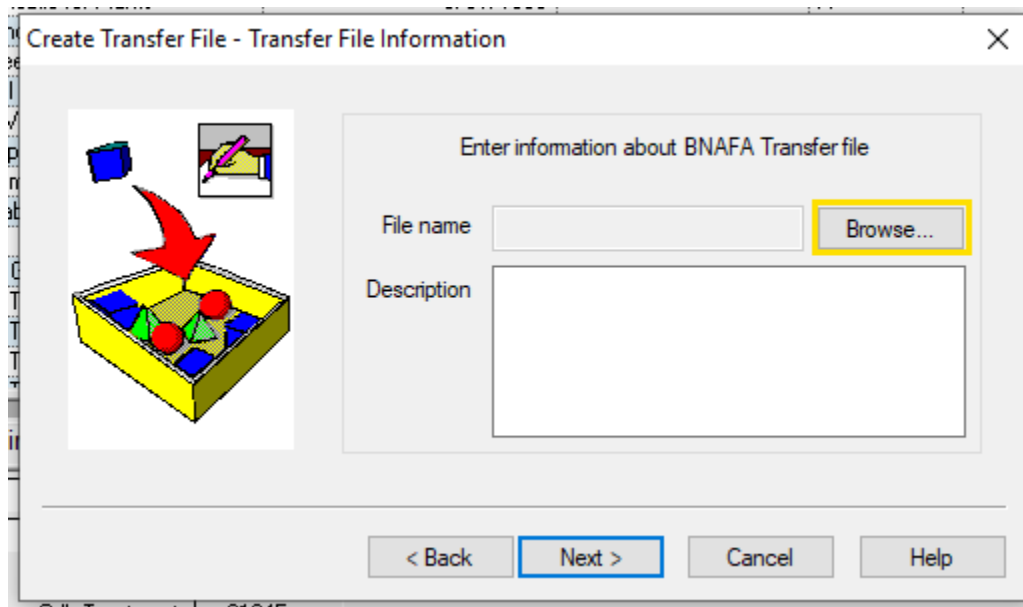 Create Transfer File - Transfer File Information
Enter information about BNAFA Transfer file
File name
Browse...
Description
< Back
Next >
Cancel
Help